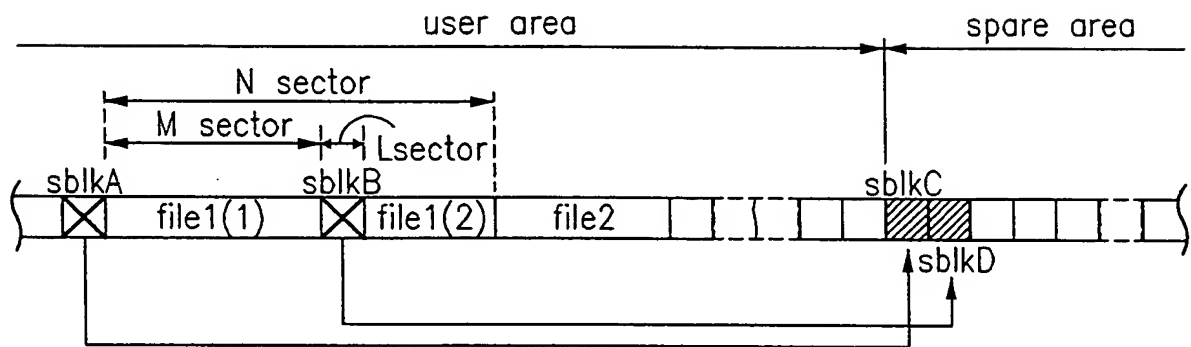 user area spare area
N sector
M sector
Lsector
sblkA sblkB sblkC
file1(1) file1(2) file2
sblkD